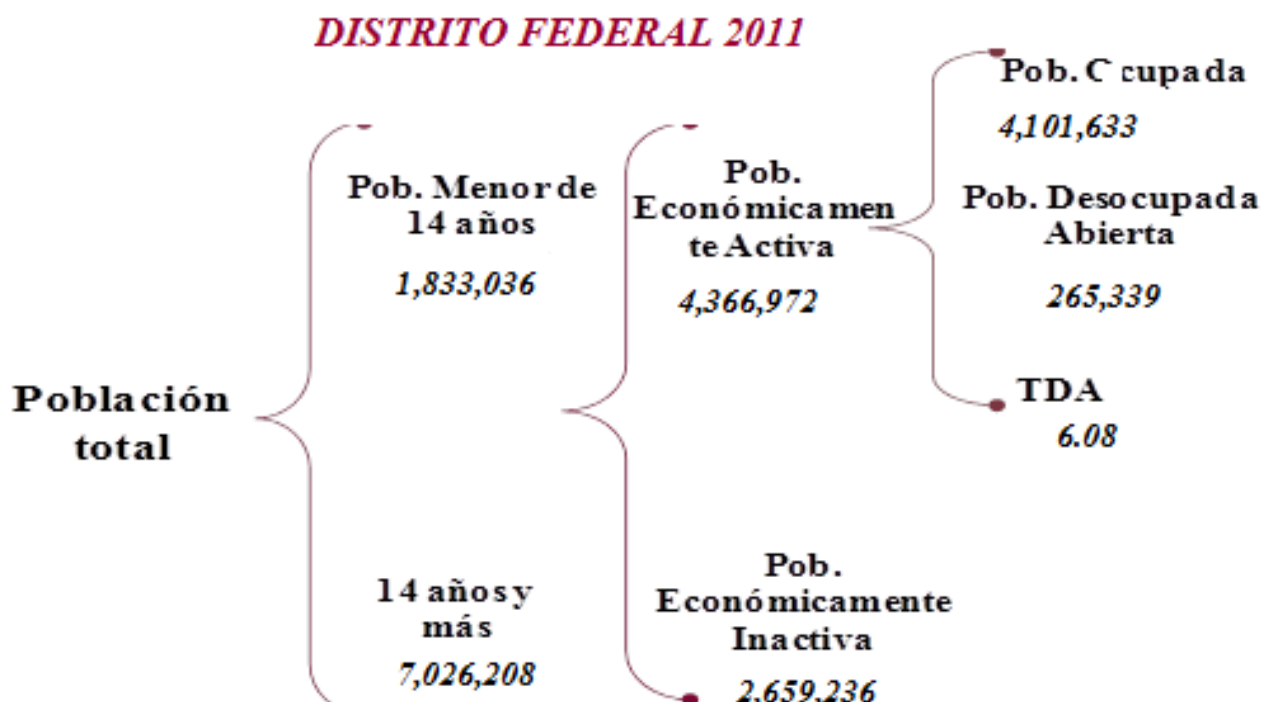 DISTRITO FEDERAL 2011
Población
total
Pob. Menor de
14 años
1,833,036
14 años y
más
7,026,208
Pob.
Económicamen
te Activa
4,366,972
Pob.
Económicamente
Inactiva
2,659,236
Pob. C cupada
4,101,633
Pob. Desocupada
Abierta
265,339
TDA
6.08